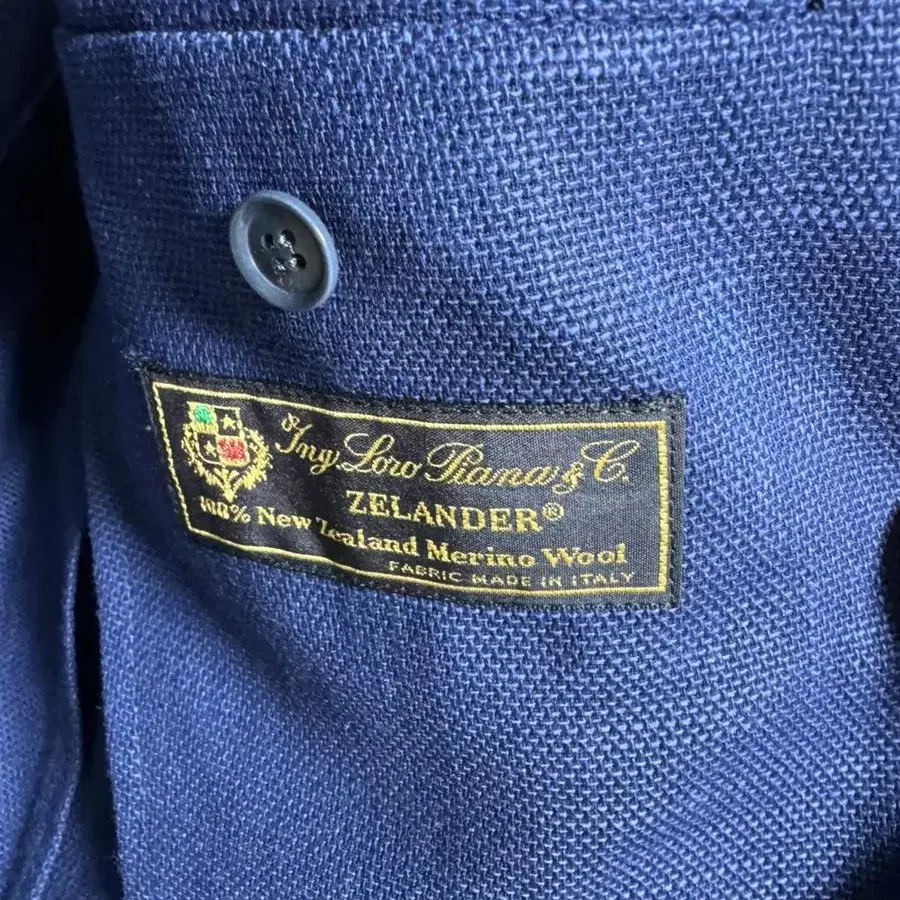 Ing. Loro Piana & C.
ZELANDER®
100% New Zealand Merino Wool
FABRIC MADE IN ITALY